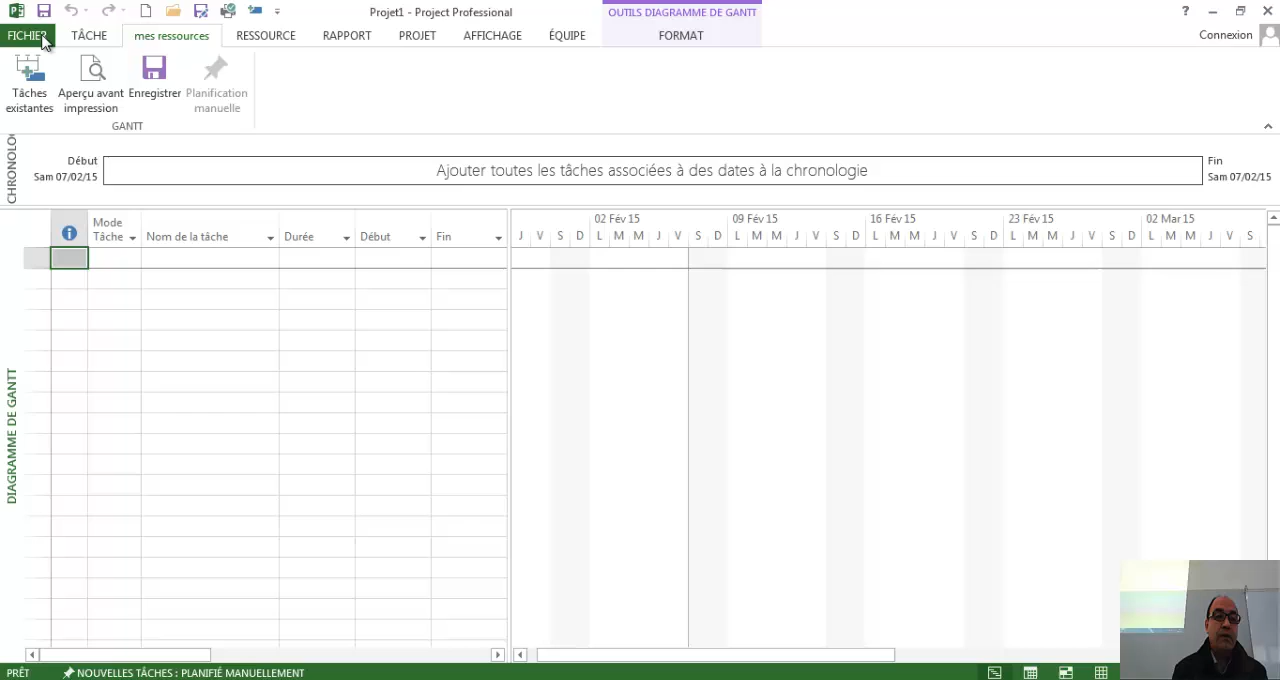 Projet1 - Project Professional
OUTILS DIAGRAMME DE GANTT
?
FICHIER TÂCHE mes ressources RESSOURCE RAPPORT PROJET AFFICHAGE ÉQUIPE FORMAT Connexion
Tâches existantes
Aperçu avant impression
Enregistrer
Planification manuelle
GANTT
CHRONOLO
Début
Sam 07/02/15
Ajouter toutes les tâches associées à des dates à la chronologie
Fin
Sam 07/02/15
Mode Tâche
Nom de la tâche
Durée
Début
Fin
02 Fév 15 09 Fév 15 16 Fév 15 23 Fév 15 02 Mar 15
J V S D L M M J V S D L M M J V S D L M M J V S D L M M J V S D L M M J V S
DIAGRAMME DE GANTT
PRÊT NOUVELLES TÂCHES : PLANIFIÉ MANUELLEMENT